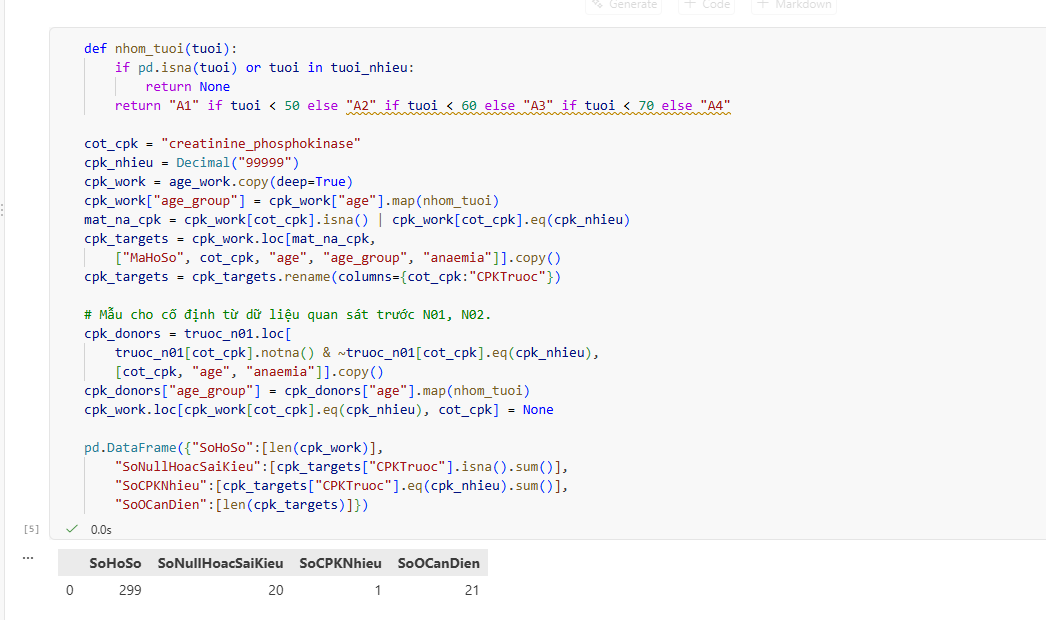 Generate + Code + Markdown
def nhom_tuoi(tuoi):
    if pd.isna(tuoi) or tuoi in tuoi_nhieu:
        return None
    return "A1" if tuoi < 50 else "A2" if tuoi < 60 else "A3" if tuoi < 70 else "A4"

cot_cpk = "creatinine_phosphokinase"
cpk_nhieu = Decimal("99999")
cpk_work = age_work.copy(deep=True)
cpk_work["age_group"] = cpk_work["age"].map(nhom_tuoi)
mat_na_cpk = cpk_work[cot_cpk].isna() | cpk_work[cot_cpk].eq(cpk_nhieu)
cpk_targets = cpk_work.loc[mat_na_cpk,
    ["MaHoSo", cot_cpk, "age", "age_group", "anaemia"]].copy()
cpk_targets = cpk_targets.rename(columns={cot_cpk:"CPKTruoc"})

# Mẫu cho cố định từ dữ liệu quan sát trước N01, N02.
cpk_donors = truoc_n01.loc[
    truoc_n01[cot_cpk].notna() & ~truoc_n01[cot_cpk].eq(cpk_nhieu),
    [cot_cpk, "age", "anaemia"]].copy()
cpk_donors["age_group"] = cpk_donors["age"].map(nhom_tuoi)
cpk_work.loc[cpk_work[cot_cpk].eq(cpk_nhieu), cot_cpk] = None

pd.DataFrame({"SoHoSo":[len(cpk_work)],
    "SoNullHoacSaiKieu":[cpk_targets["CPKTruoc"].isna().sum()],
    "SoCPKNhieu":[cpk_targets["CPKTruoc"].eq(cpk_nhieu).sum()],
    "SoOCanDien":[len(cpk_targets)]})
[5] ✓ 0.0s
...
SoHoSo SoNullHoacSaiKieu SoCPKNhieu SoOCanDien
0 299 20 1 21